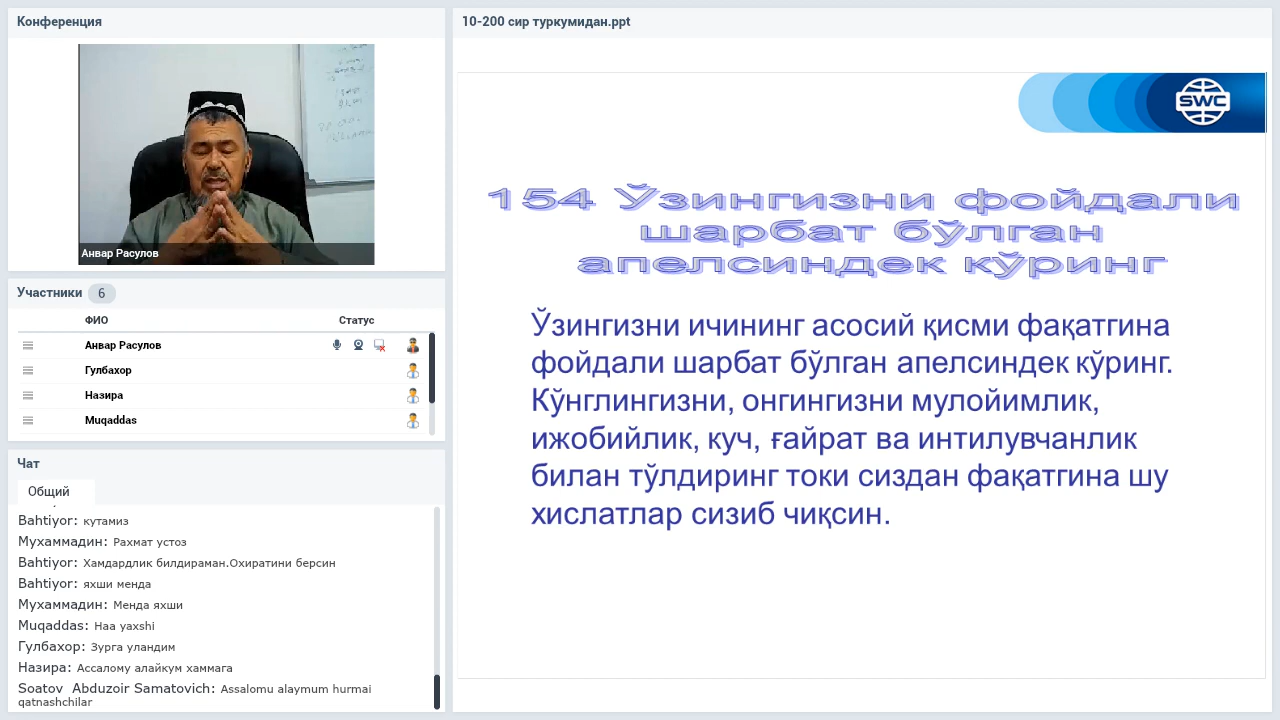 Конференция
Анвар Расулов
Участники 6
ФИО Статус
Анвар Расулов
Гулбахор
Назира
Muqaddas
Чат
Общий
Bahtiyor: кутамиз
Мухаммадин: Рахмат устоз
Bahtiyor: Хамдардлик билдираман.Охиратини берсин
Bahtiyor: яхши менда
Мухаммадин: Менда яхши
Muqaddas: Haa yaxshi
Гулбахор: Зурга уландим
Назира: Ассалому алайкум хаммага
Soatov Abduzoir Samatovich: Assalomu alaymum hurmai
qatnashchilar
10-200 сир туркумидан.ppt
SWC
154 Ўзингизни фойдали
шарбат бўлган
апелсиндек кўринг
Ўзингизни ичининг асосий қисми фақатгина
фойдали шарбат бўлган апелсиндек кўринг.
Кўнглингизни, онгингизни мулойимлик,
ижобийлик, куч, ғайрат ва интилувчанлик
билан тўлдиринг токи сиздан фақатгина шу
хислатлар сизиб чиқсин.